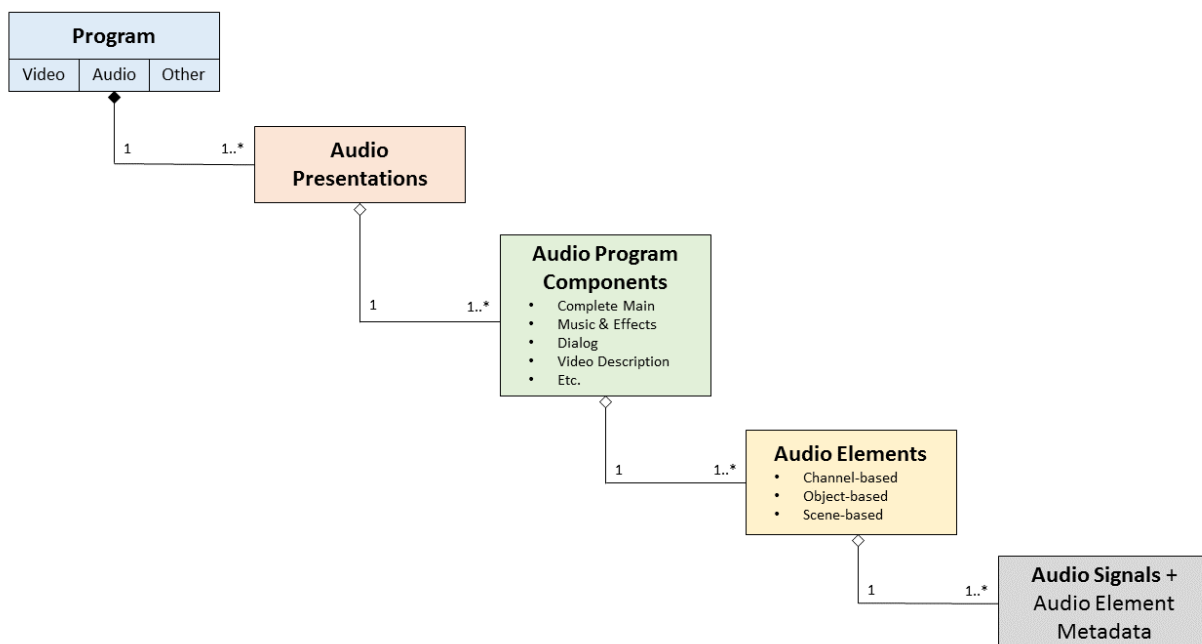 Program
Video Audio Other
1 1..*
Audio
Presentations
1 1..*
Audio Program
Components
• Complete Main
• Music & Effects
• Dialog
• Video Description
• Etc.
1 1..*
Audio Elements
• Channel-based
• Object-based
• Scene-based
1 1..*
Audio Signals +
Audio Element
Metadata